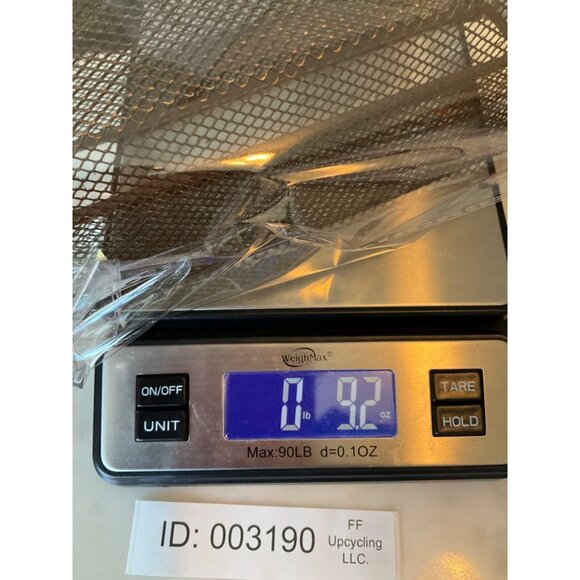 WeighMax®
ON/OFF
UNIT
0 lb 9.2 oz
TARE
HOLD
Max:90LB d=0.1OZ
ID: 003190
FF
Upcycling
LLC.